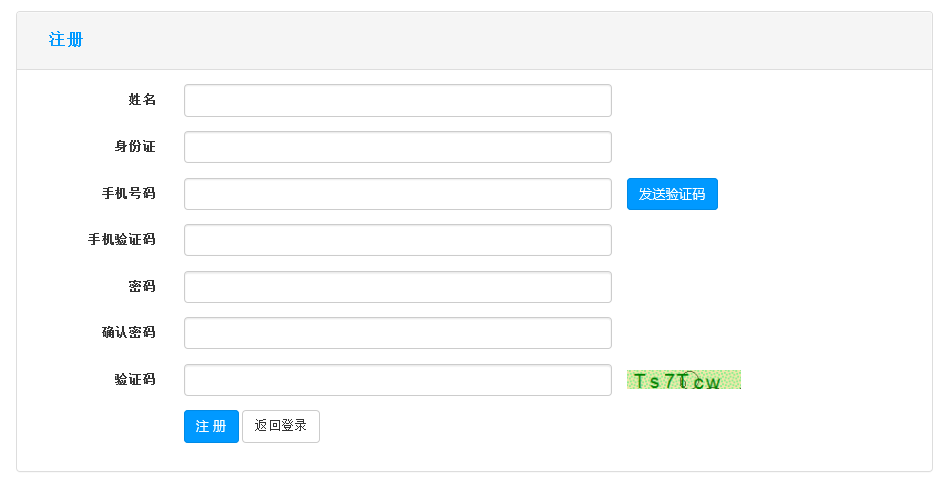 注册
姓名
身份证
手机号码 发送验证码
手机验证码
密码
确认密码
验证码 Ts7Tcw
注 册 返回登录